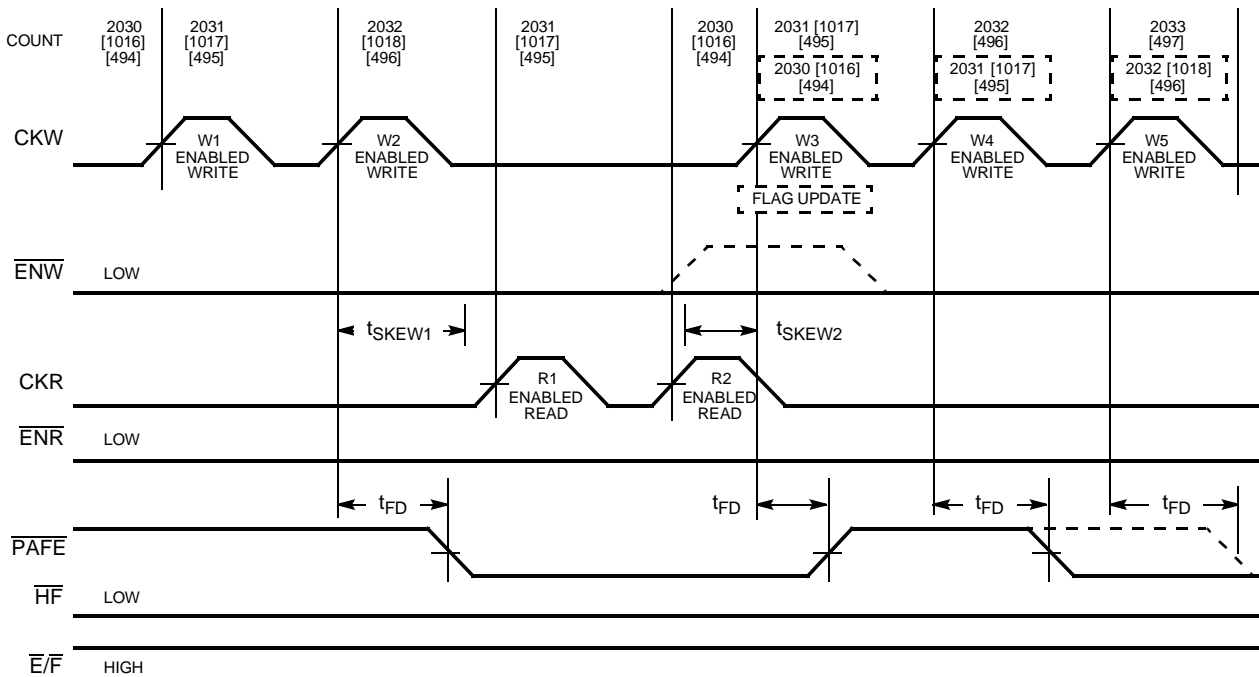 COUNT
2030
[1016]
[494]
2031
[1017]
[495]
2032
[1018]
[496]
2031
[1017]
[495]
2030
[1016]
[494]
2031 [1017]
[495]
2030 [1016]
[494]
2032
[496]
2031 [1017]
[495]
2033
[497]
2032 [1018]
[496]
CKW
W1
ENABLED
WRITE
W2
ENABLED
WRITE
W3
ENABLED
WRITE
W4
ENABLED
WRITE
W5
ENABLED
WRITE
FLAG UPDATE
ENW
LOW
tSKEW1
tSKEW2
CKR
R1
ENABLED
READ
R2
ENABLED
READ
ENR
LOW
tFD
tFD
tFD
tFD
PAFE
HF
LOW
E/F
HIGH